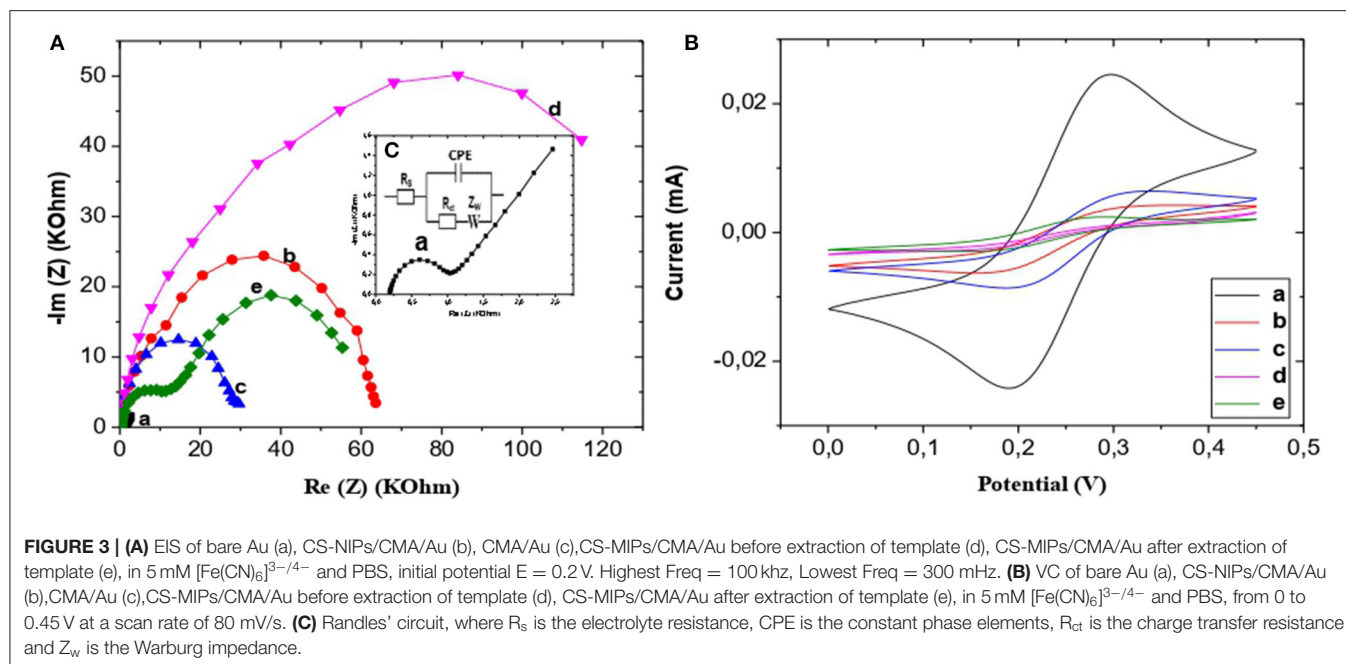 A
B
-Im (Z) (KOhm)
50
40
30
20
10
0
0 20 40 60 80 100 120
Re (Z) (KOhm)
a
b
c
d
e
C
CPE
Rs
Rct Zw
a
Current (mA)
0,02
0,00
-0,02
0,0 0,1 0,2 0,3 0,4 0,5
Potential (V)
a
b
c
d
e
FIGURE 3 | (A) EIS of bare Au (a), CS-NIPs/CMA/Au (b), CMA/Au (c),CS-MIPs/CMA/Au before extraction of template (d), CS-MIPs/CMA/Au after extraction of
template (e), in 5 mM [Fe(CN)6]3−/4− and PBS, initial potential E = 0.2 V. Highest Freq = 100 khz, Lowest Freq = 300 mHz. (B) VC of bare Au (a), CS-NIPs/CMA/Au
(b),CMA/Au (c),CS-MIPs/CMA/Au before extraction of template (d), CS-MIPs/CMA/Au after extraction of template (e), in 5 mM [Fe(CN)6]3−/4− and PBS, from 0 to
0.45 V at a scan rate of 80 mV/s. (C) Randles' circuit, where Rs is the electrolyte resistance, CPE is the constant phase elements, Rct is the charge transfer resistance
and Zw is the Warburg impedance.